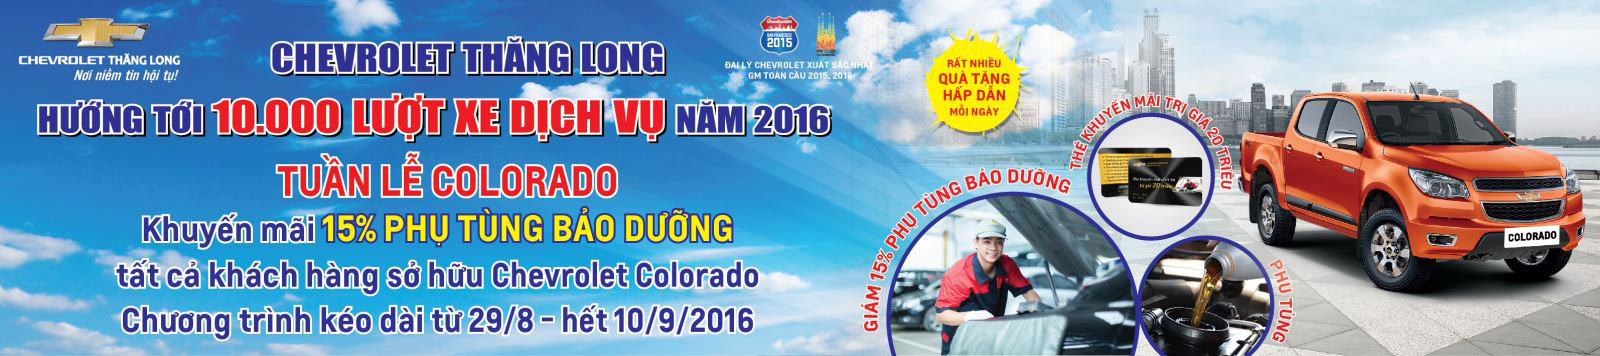 CHEVROLET THĂNG LONG
Nơi niềm tin hội tụ!
CHEVROLET THĂNG LONG
HƯỚNG TỚI 10.000 LƯỢT XE DỊCH VỤ NĂM 2016
TUẦN LỄ COLORADO
Khuyến mãi 15% PHỤ TÙNG BẢO DƯỠNG
tất cả khách hàng sở hữu Chevrolet Colorado
Chương trình kéo dài từ 29/8 - hết 10/9/2016
SAN FRANCISCO
2015
ĐẠI LÝ CHEVROLET XUẤT SẮC NHẤT
GM TOÀN CẦU 2015, 2016
RẤT NHIỀU
QUÀ TẶNG
HẤP DẪN
MỖI NGÀY
GIẢM 15% PHỤ TÙNG BẢO DƯỠNG
THẺ KHUYẾN MÃI TRỊ GIÁ 20 TRIỆU
PHỤ TÙNG
COLORADO